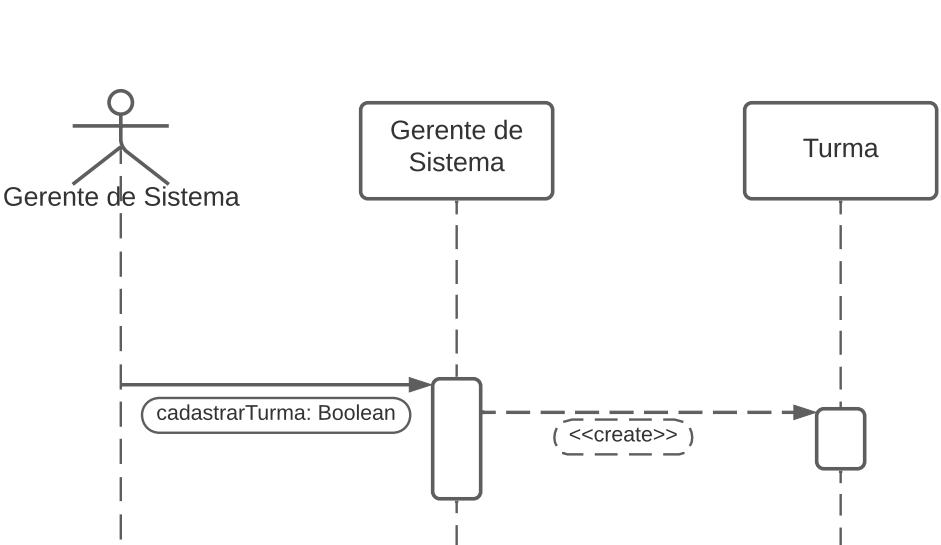 Gerente de
Sistema
Turma
Gerente de Sistema
cadastrarTurma: Boolean
<<create>>